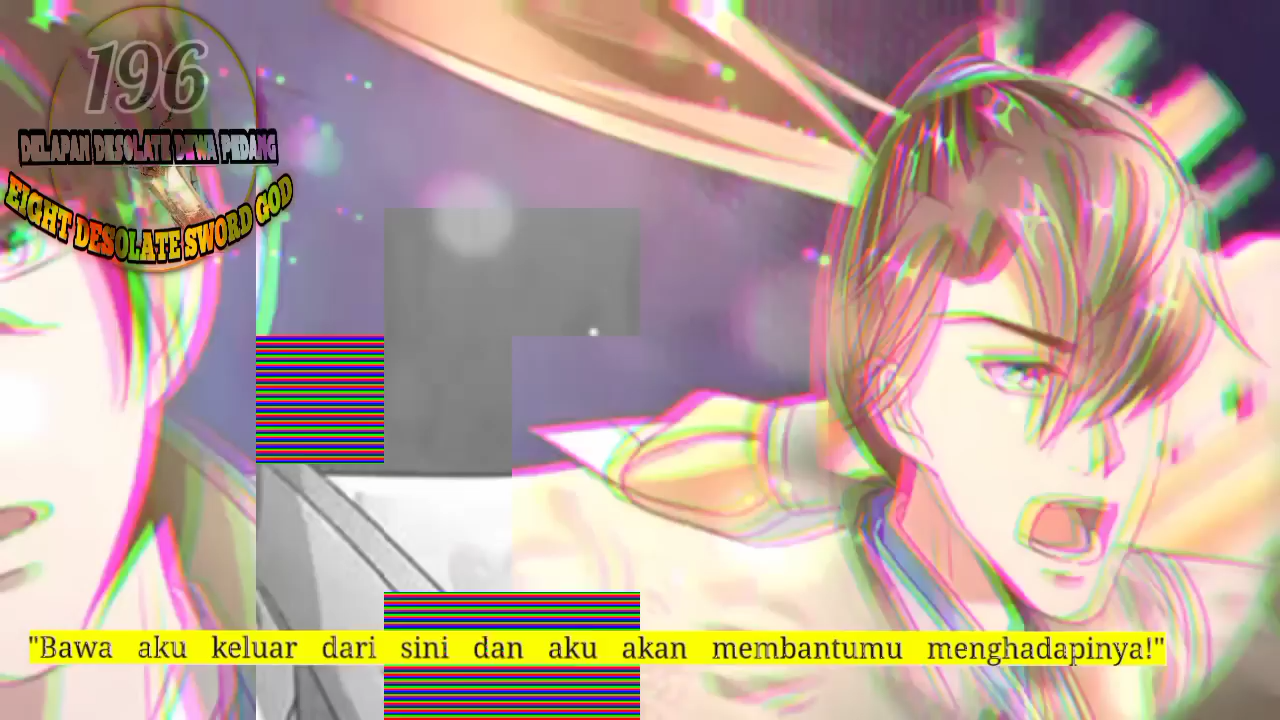 196
DELAPAN DESOLATE DEWA PEDANG
EIGHT DESOLATE SWORD GOD
"Bawa aku keluar dari sini dan aku akan membantumu menghadapinya!"